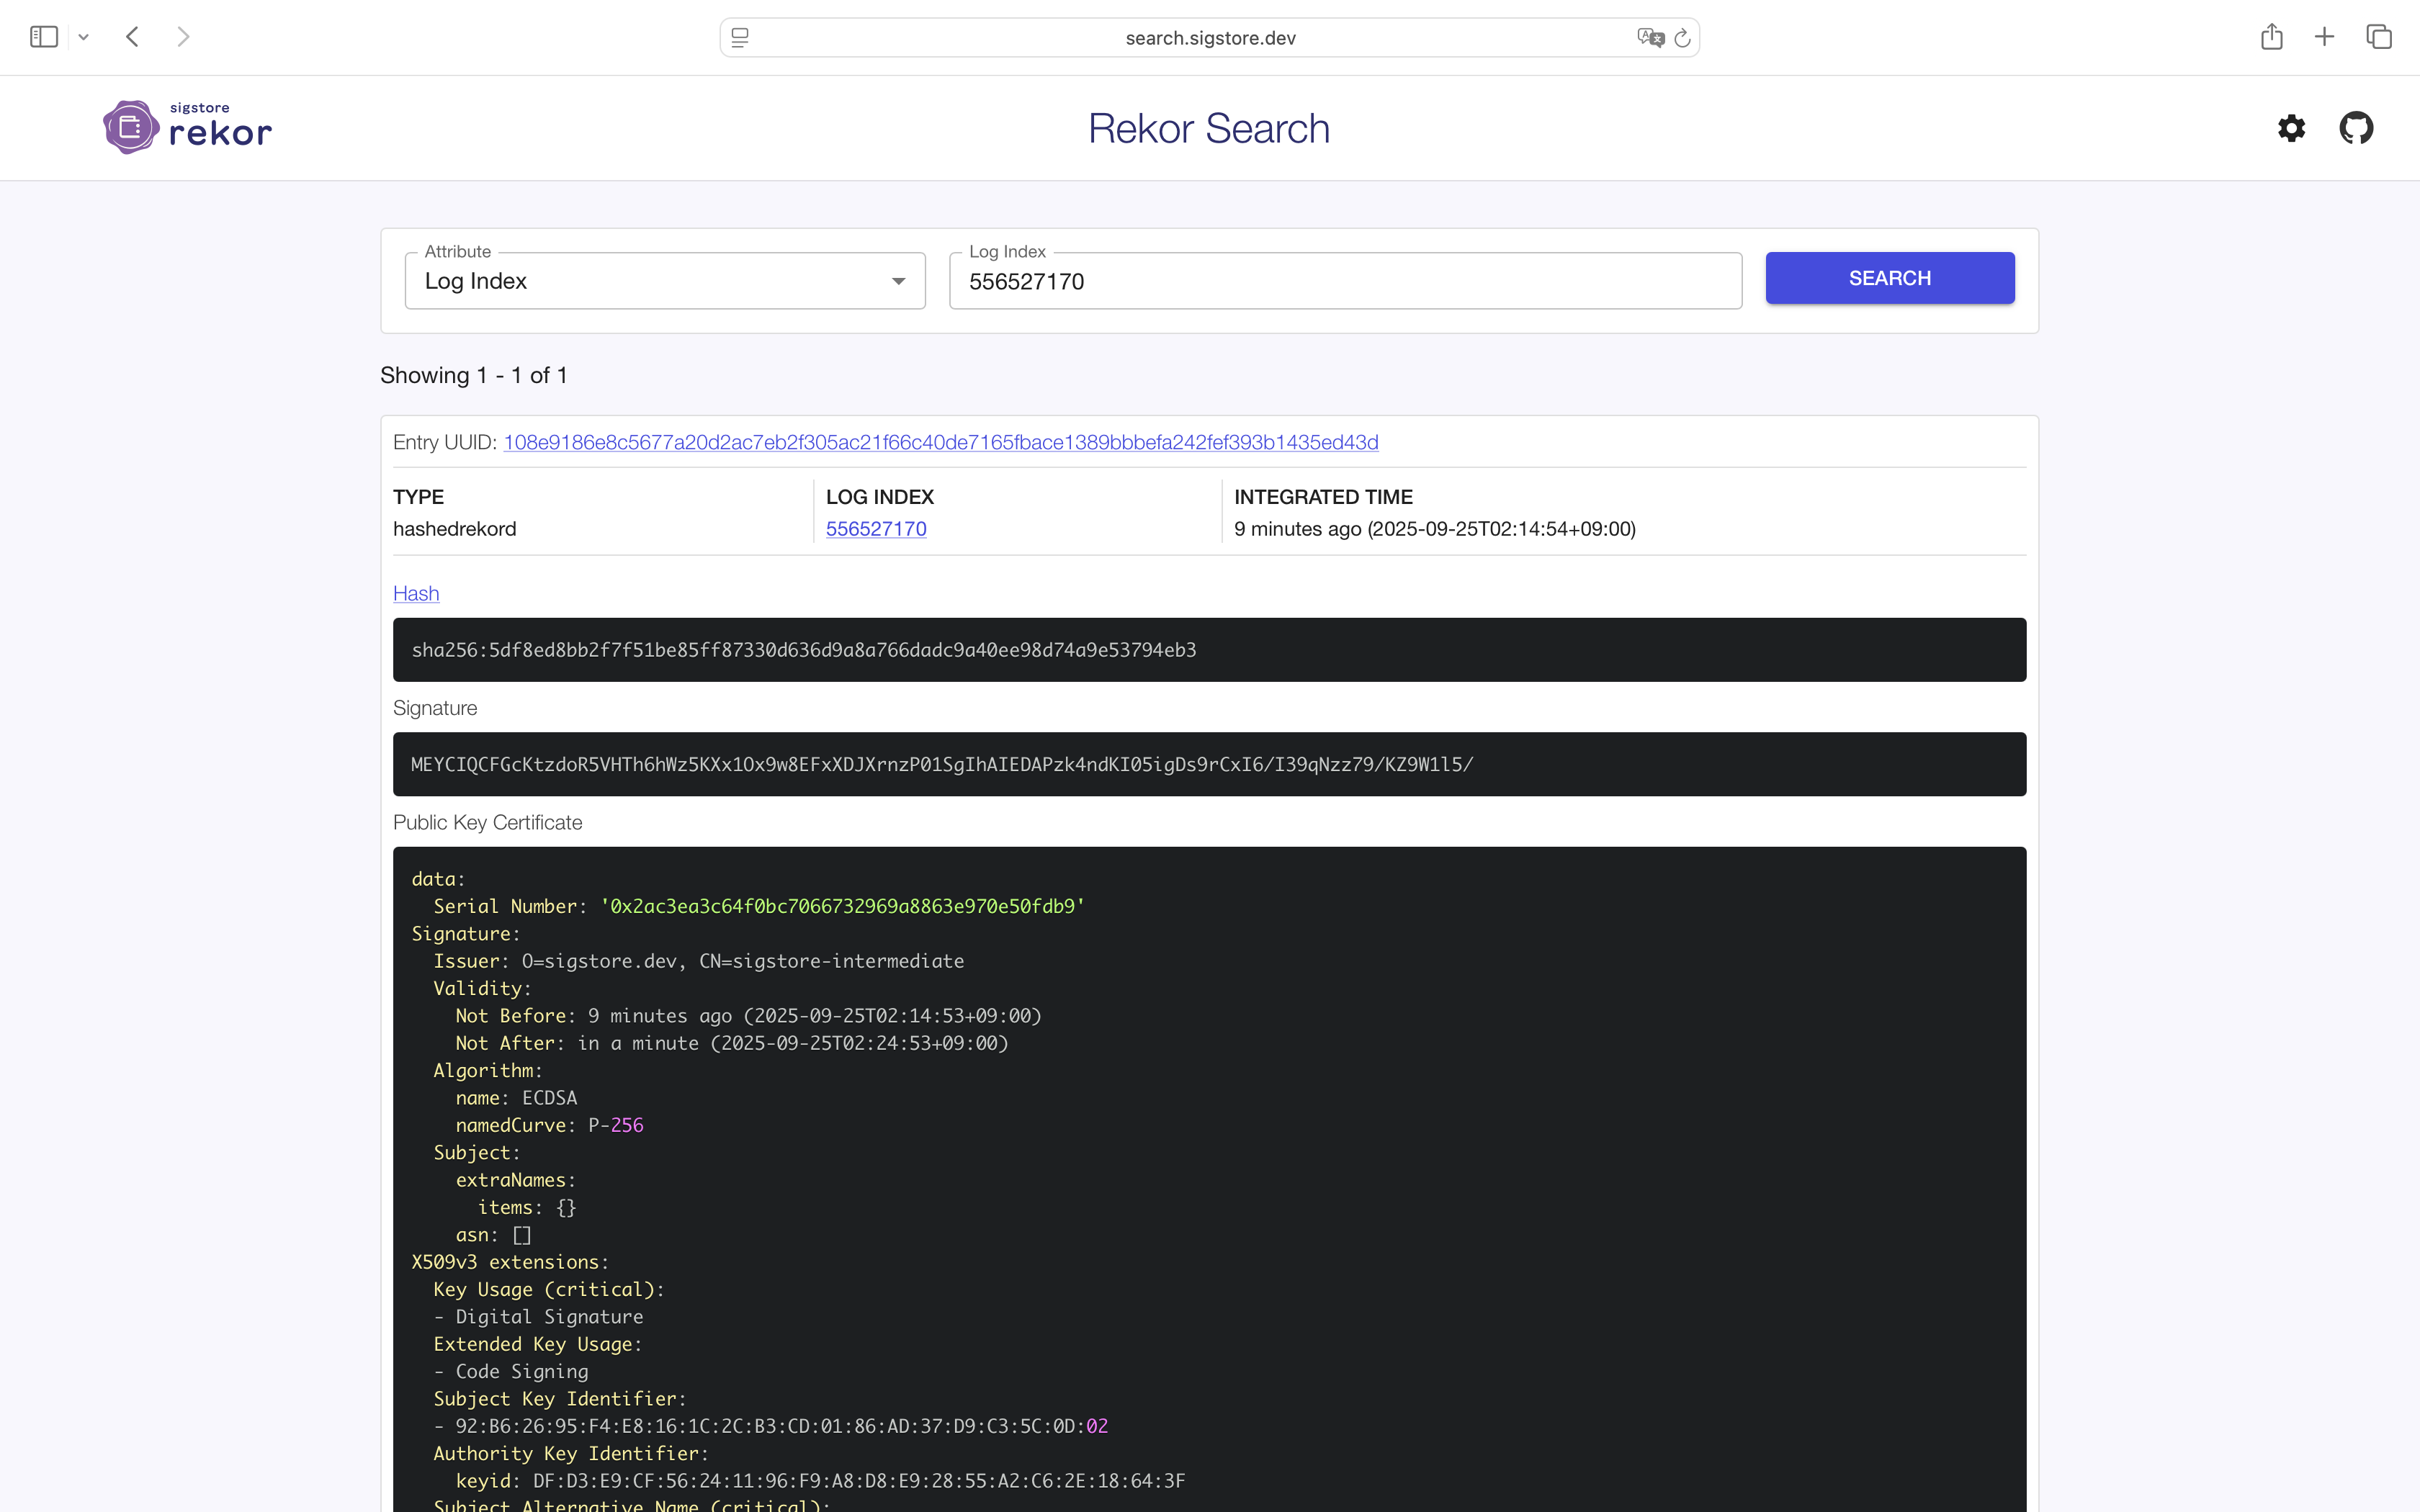 search.sigstore.dev
sigstore
rekor
Rekor Search
Attribute
Log Index
Log Index
556527170
SEARCH
Showing 1 - 1 of 1
Entry UUID: 108e9186e8c5677a20d2ac7eb2f305ac21f66c40de7165fbace1389bbbefa242fef393b1435ed43d
TYPE
hashedrekord
LOG INDEX
556527170
INTEGRATED TIME
9 minutes ago (2025-09-25T02:14:54+09:00)
Hash
sha256:5df8ed8bb2f7f51be85ff87330d636d9a8a766dadc9a40ee98d74a9e53794eb3
Signature
MEYCIQCFGcKtzdoR5VHTh6hWz5KXx1Ox9w8EFxXDJXrnzP01SgIhAIEDAPzk4ndKI05igDs9rCxI6/I39qNzz79/KZ9W1l5/
Public Key Certificate
data:
Serial Number: '0x2ac3ea3c64f0bc7066732969a8863e970e50fdb9'
Signature:
Issuer: O=sigstore.dev, CN=sigstore-intermediate
Validity:
Not Before: 9 minutes ago (2025-09-25T02:14:53+09:00)
Not After: in a minute (2025-09-25T02:24:53+09:00)
Algorithm:
name: ECDSA
namedCurve: P-256
Subject:
extraNames:
items: {}
asn: []
X509v3 extensions:
Key Usage (critical):
- Digital Signature
Extended Key Usage:
- Code Signing
Subject Key Identifier:
- 92:B6:26:95:F4:E8:16:1C:2C:B3:CD:01:86:AD:37:D9:C3:5C:0D:02
Authority Key Identifier:
keyid: DF:D3:E9:CF:56:24:11:96:F9:A8:D8:E9:28:55:A2:C6:2E:18:64:3F
Subject Alternative Name (critical):